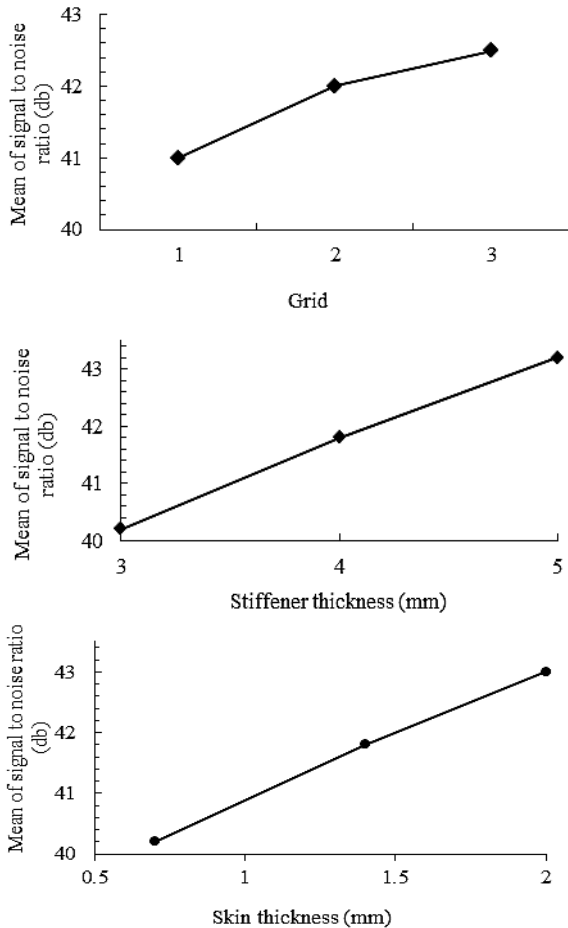 Mean of signal to noise
ratio (db)
43
42
41
40
1 2 3
Grid
Mean of signal to noise
ratio (db)
43
42
41
40
3 4 5
Stiffener thickness (mm)
Mean of signal to noise ratio
(db)
43
42
41
40
0.5 1 1.5 2
Skin thickness (mm)